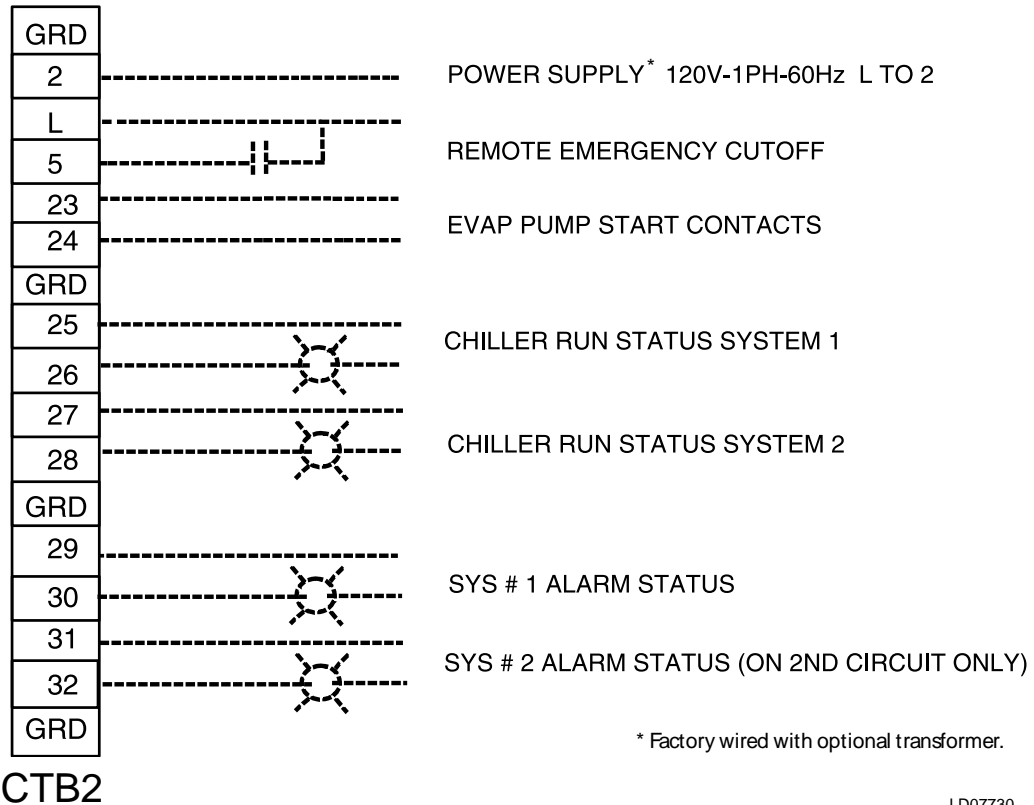 GRD
2
POWER SUPPLY* 120V-1PH-60Hz L TO 2
L
5
REMOTE EMERGENCY CUTOFF
23
EVAP PUMP START CONTACTS
24
GRD
25
CHILLER RUN STATUS SYSTEM 1
26
27
CHILLER RUN STATUS SYSTEM 2
28
GRD
29
SYS # 1 ALARM STATUS
30
31
SYS # 2 ALARM STATUS (ON 2ND CIRCUIT ONLY)
32
GRD
* Factory wired with optional transformer.
CTB2
LD07730